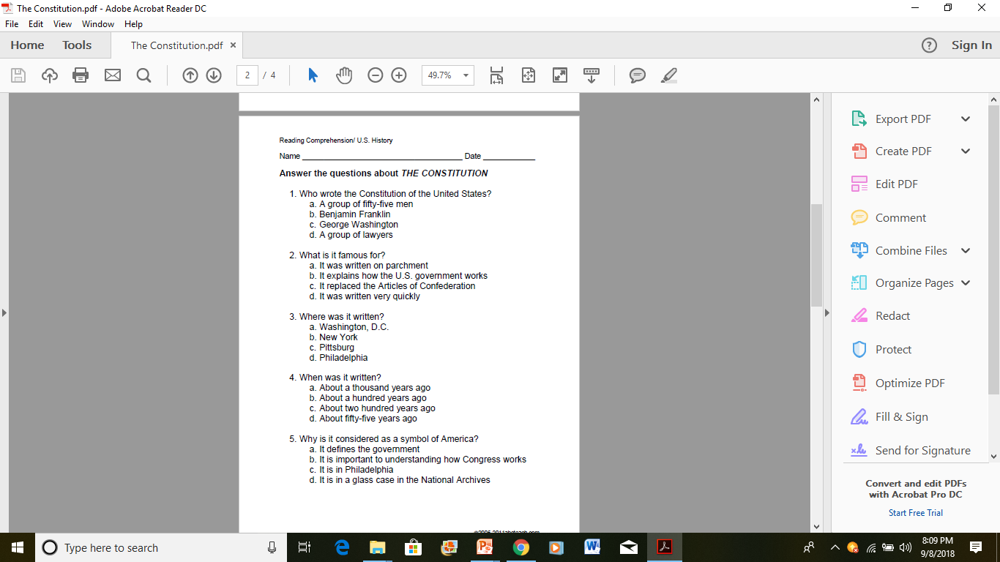 The Constitution.pdf - Adobe Acrobat Reader DC
File Edit View Window Help
Home Tools The Constitution.pdf × Sign In
2 / 4 49.7%
Reading Comprehension/ U.S. History
Name ____________ Date ____________
Answer the questions about THE CONSTITUTION
1. Who wrote the Constitution of the United States?
a. A group of fifty-five men
b. Benjamin Franklin
c. George Washington
d. A group of lawyers
2. What is it famous for?
a. It was written on parchment
b. It explains how the U.S. government works
c. It replaced the Articles of Confederation
d. It was written very quickly
3. Where was it written?
a. Washington, D.C.
b. New York
c. Pittsburg
d. Philadelphia
4. When was it written?
a. About a thousand years ago
b. About a hundred years ago
c. About two hundred years ago
d. About fifty-five years ago
5. Why is it considered as a symbol of America?
a. It defines the government
b. It is important to understanding how Congress works
c. It is in Philadelphia
d. It is in a glass case in the National Archives
Export PDF
Create PDF
Edit PDF
Comment
Combine Files
Organize Pages
Redact
Protect
Optimize PDF
Fill & Sign
Send for Signature
Convert and edit PDFs
with Acrobat Pro DC
Start Free Trial
Type here to search
8:09 PM
9/8/2018